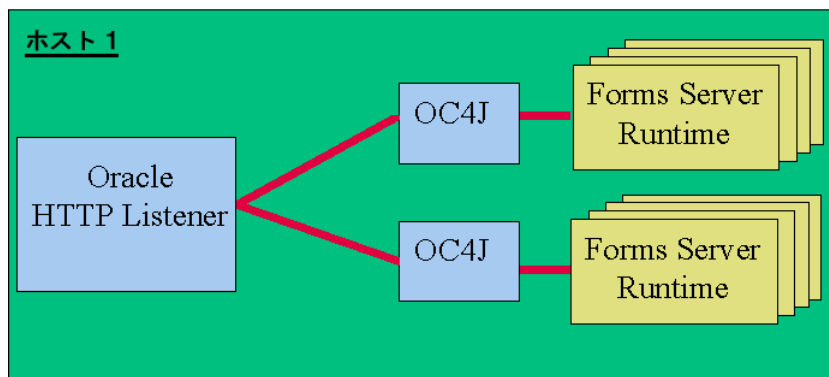 ホスト 1
Oracle
HTTP Listener
OC4J
Forms Server
Runtime
OC4J
Forms Server
Runtime